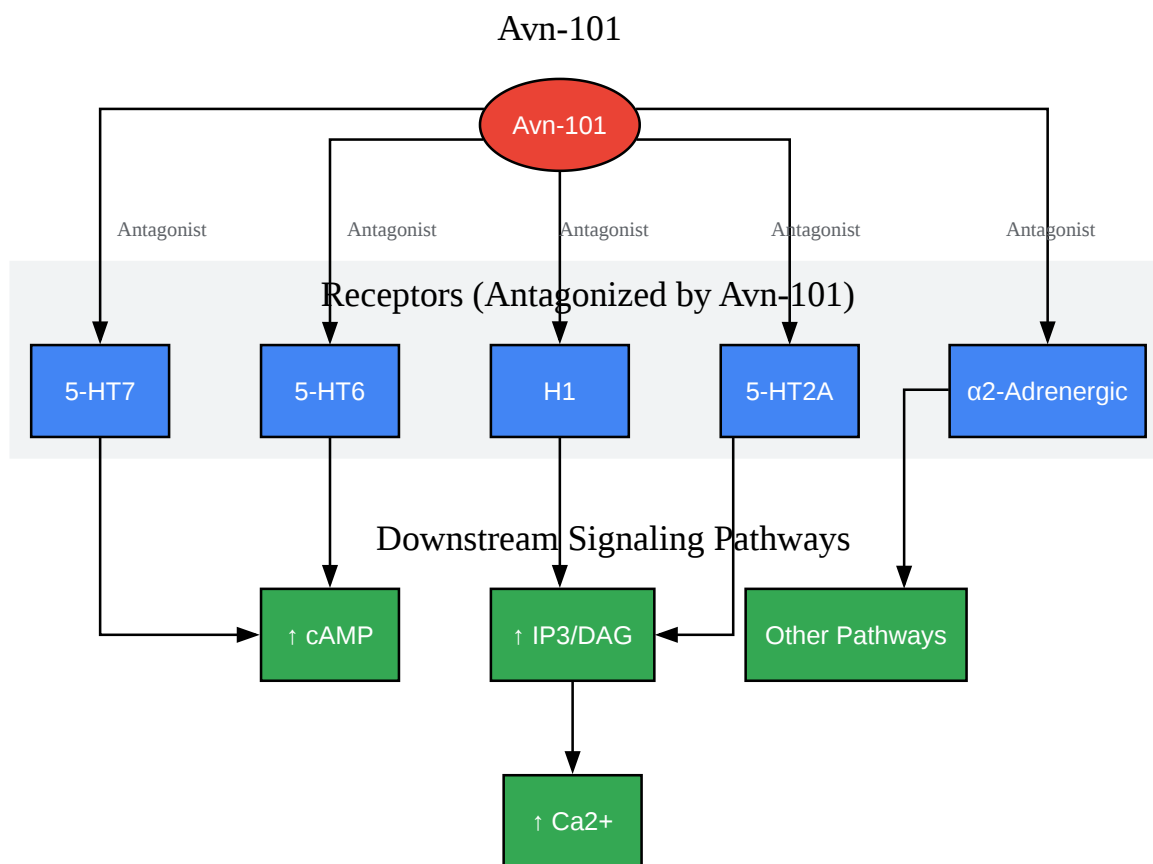 Avn-101
Avn-101
Antagonist
Antagonist
Antagonist
Antagonist
Antagonist
Receptors (Antagonized by Avn-101)
5-HT7
5-HT6
H1
5-HT2A
α2-Adrenergic
Downstream Signaling Pathways
↑ cAMP
↑ IP3/DAG
Other Pathways
↑ Ca2+